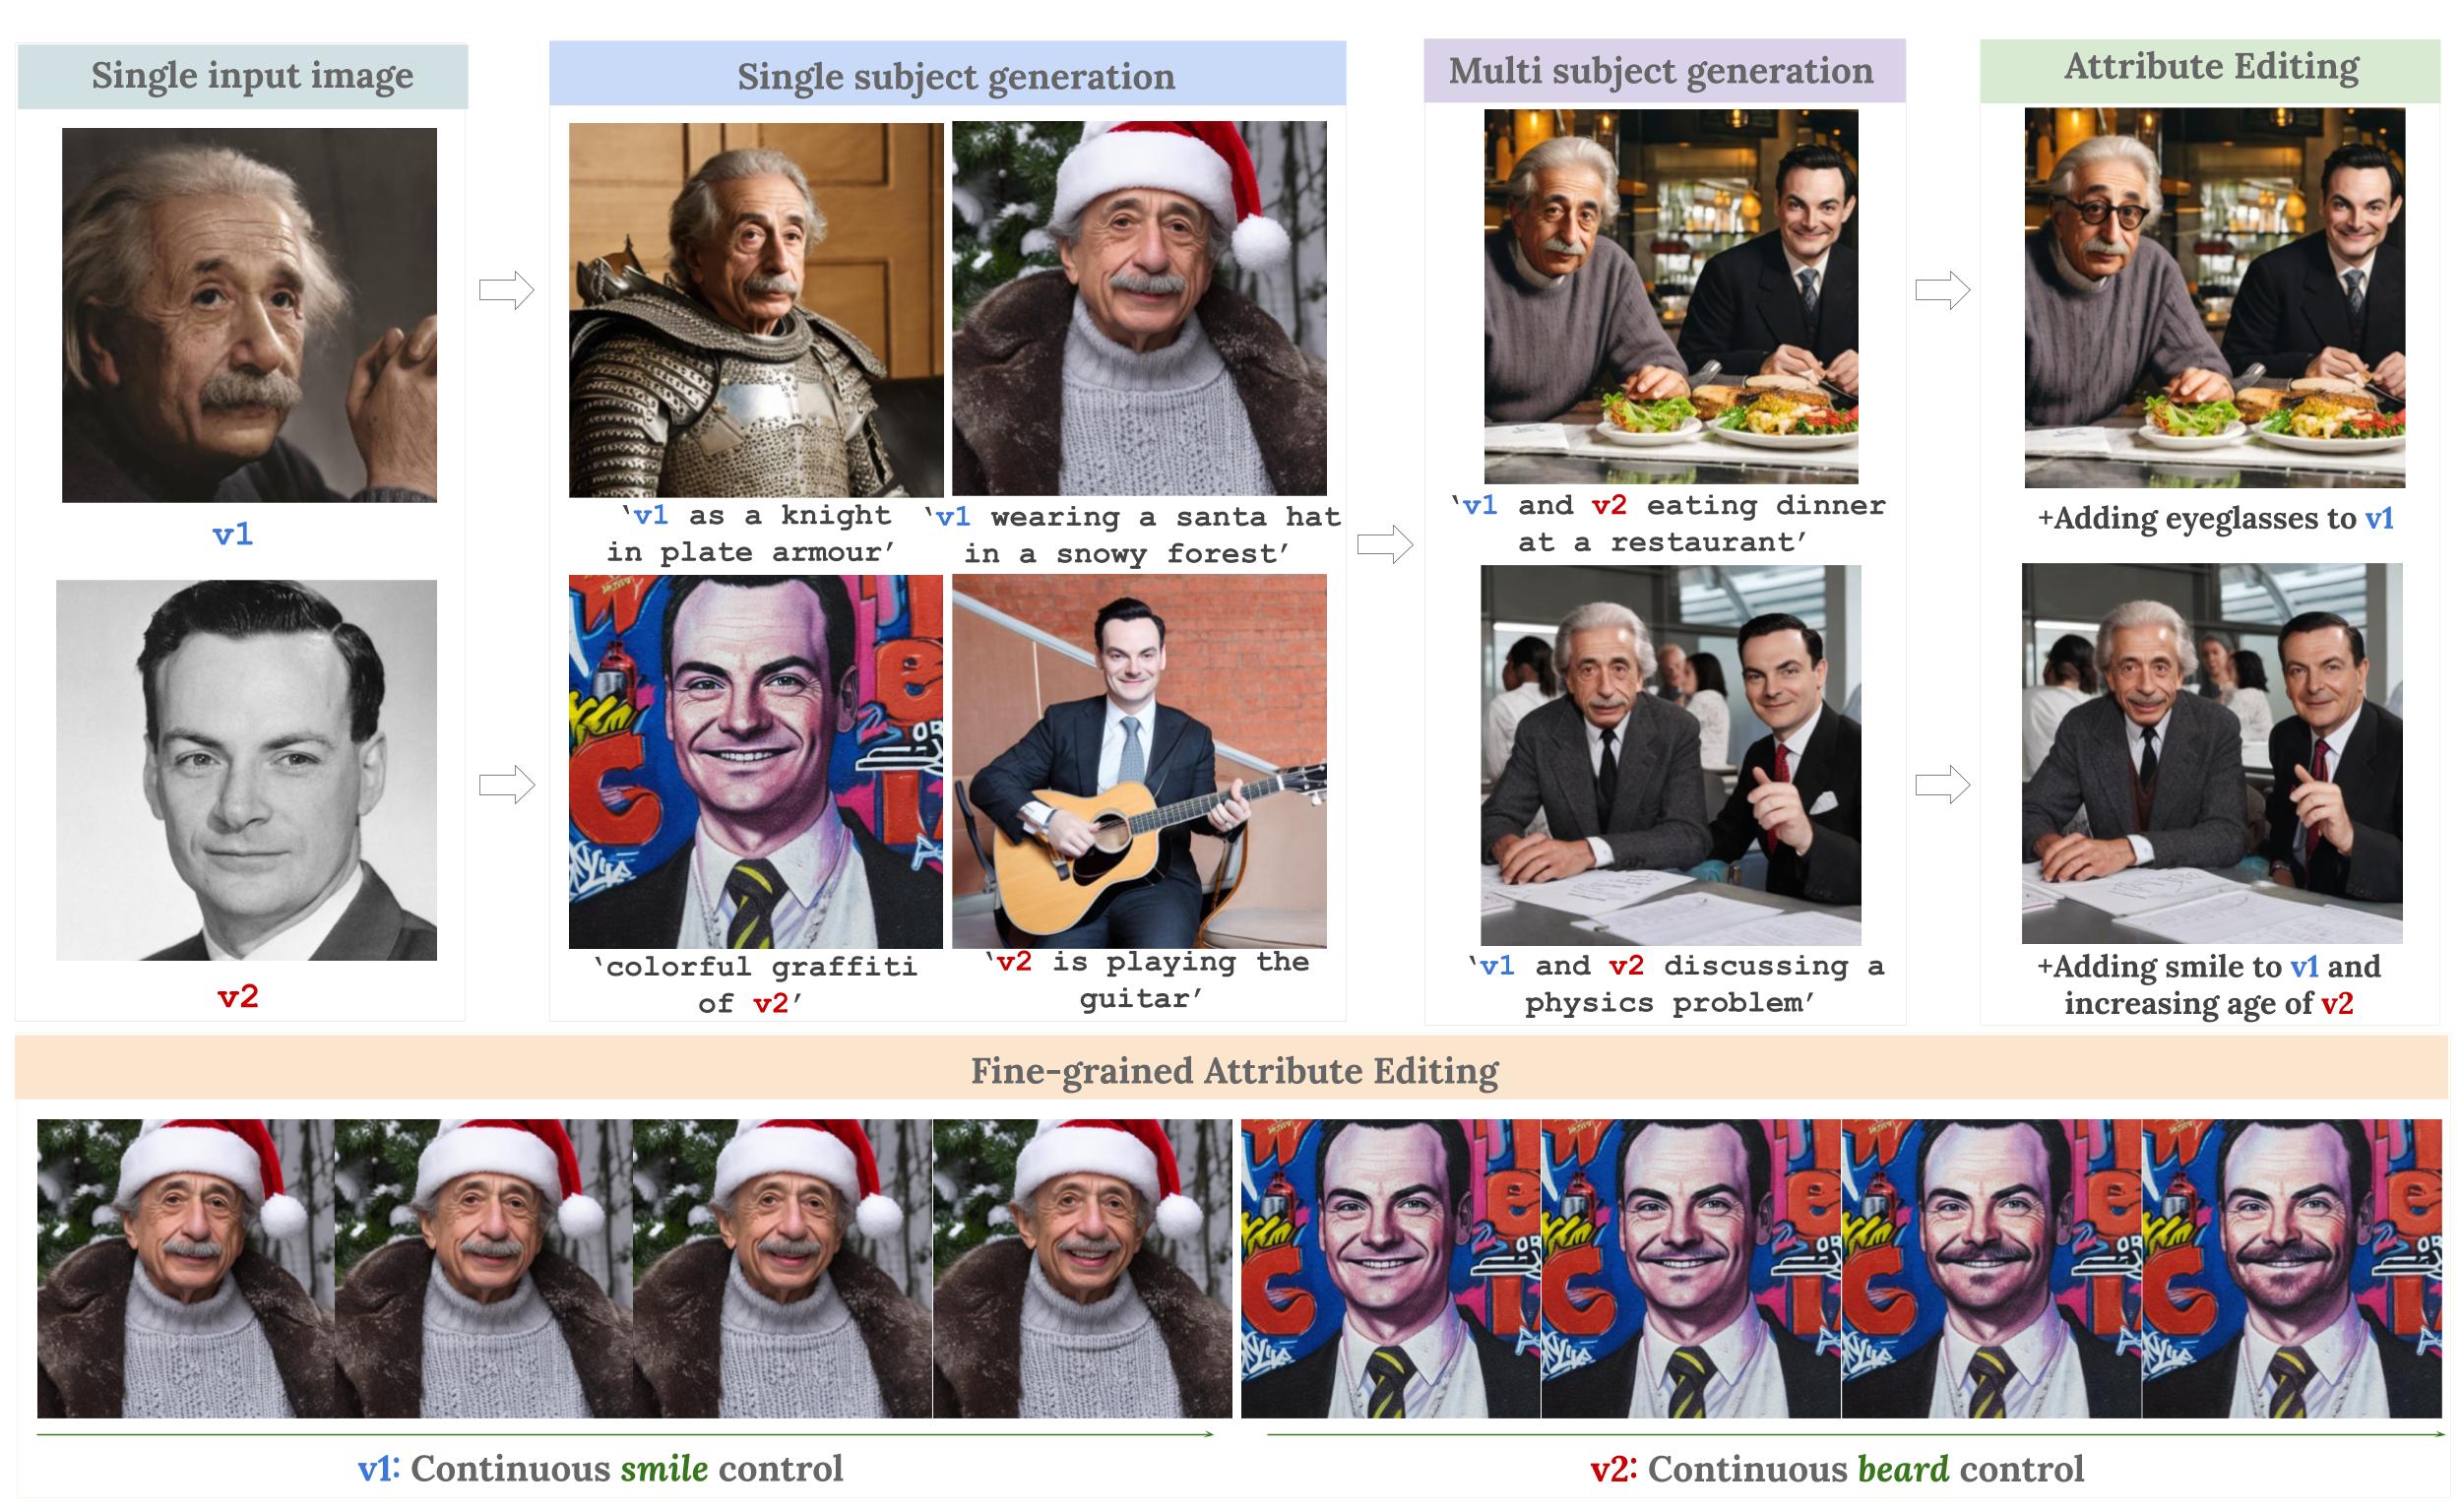 Single input image
v1
v2
Single subject generation
‘v1 as a knight
in plate armour’
‘v1 wearing a santa hat
in a snowy forest’
‘colorful graffiti
of v2’
‘v2 is playing the
guitar’
Multi subject generation
‘v1 and v2 eating dinner
at a restaurant’
‘v1 and v2 discussing a
physics problem’
Attribute Editing
+Adding eyeglasses to v1
+Adding smile to v1 and
increasing age of v2
Fine-grained Attribute Editing
v1: Continuous smile control
v2: Continuous beard control